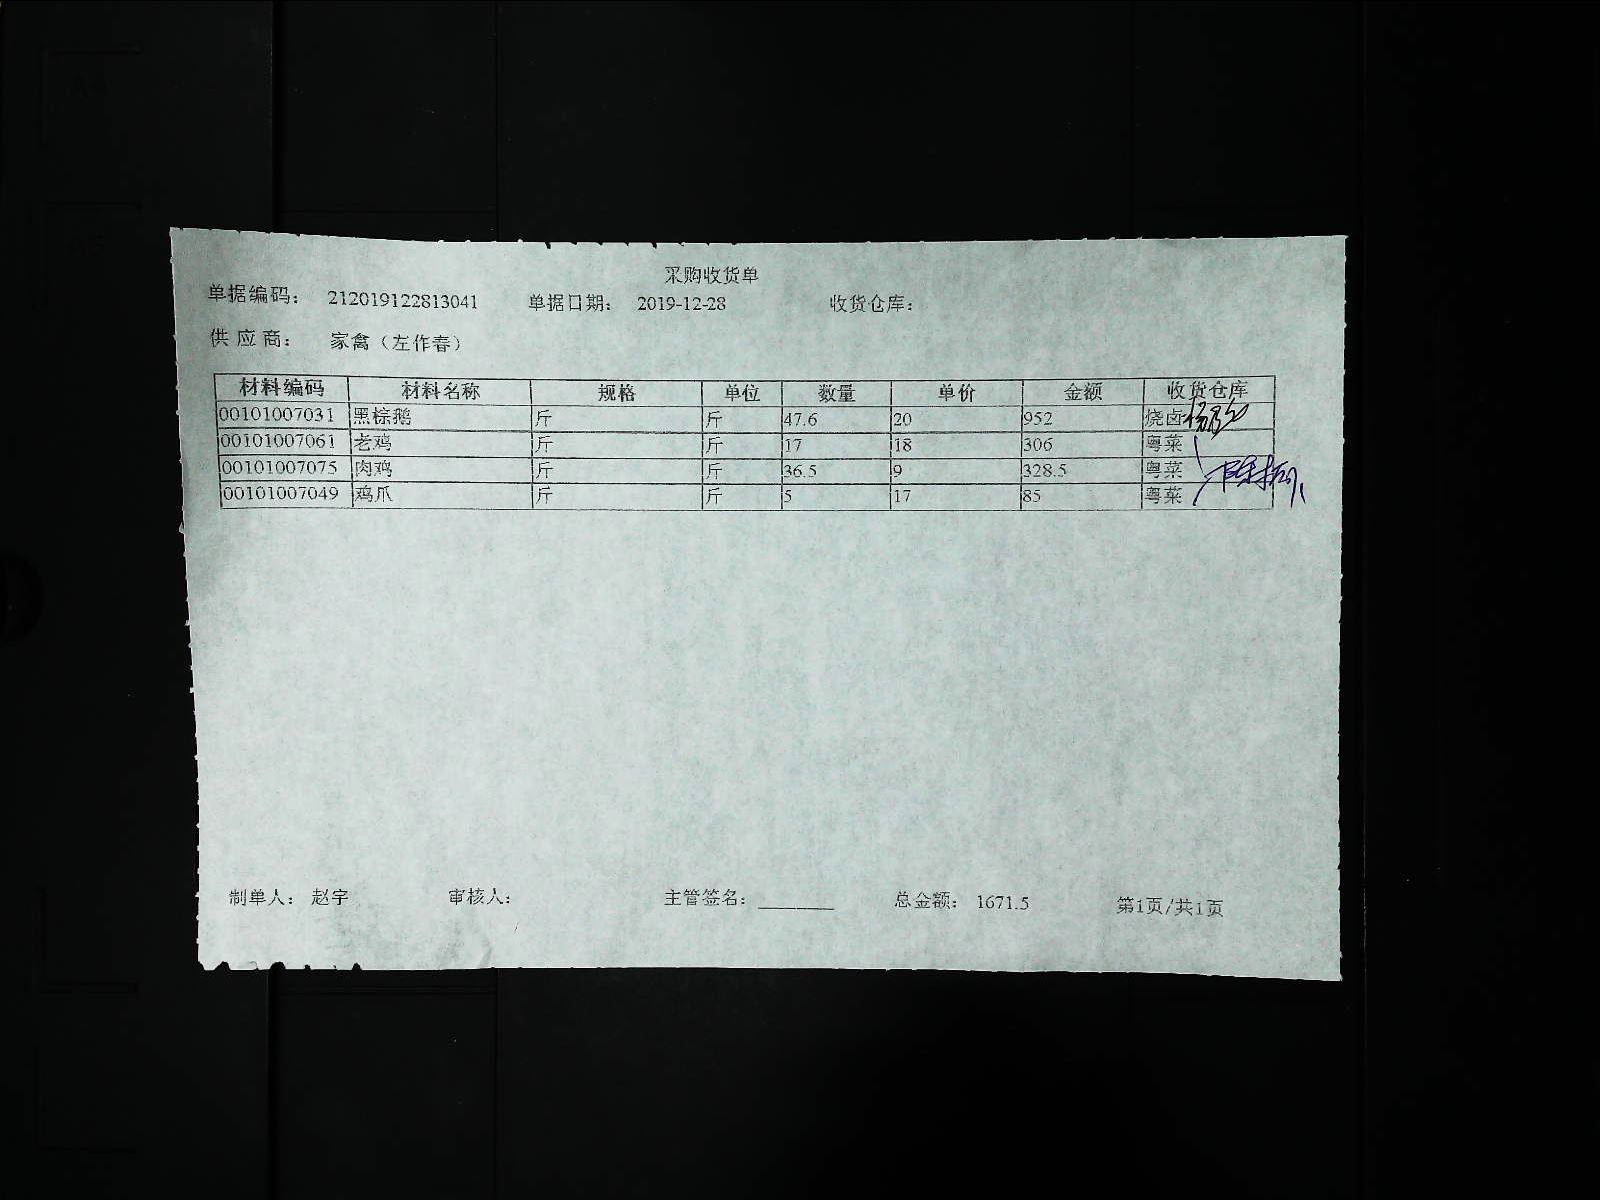 采购收货单
单据编码: 212019122813041 单据日期: 2019-12-28 收货仓库:
供应商: 家禽(左作春)
材料编码 材料名称 规格 单位 数量 单价 金额 收货仓库
00101007031 黑棕鹅 斤 斤 47.6 20 952 烧卤
00101007061 老鸡 斤 斤 17 18 306 粤菜
00101007075 肉鸡 斤 斤 36.5 9 328.5 粤菜
00101007049 鸡爪 斤 斤 5 17 85 粤菜
制单人: 赵宇 审核人: 主管签名: ________ 总金额: 1671.5 第1页/共1页